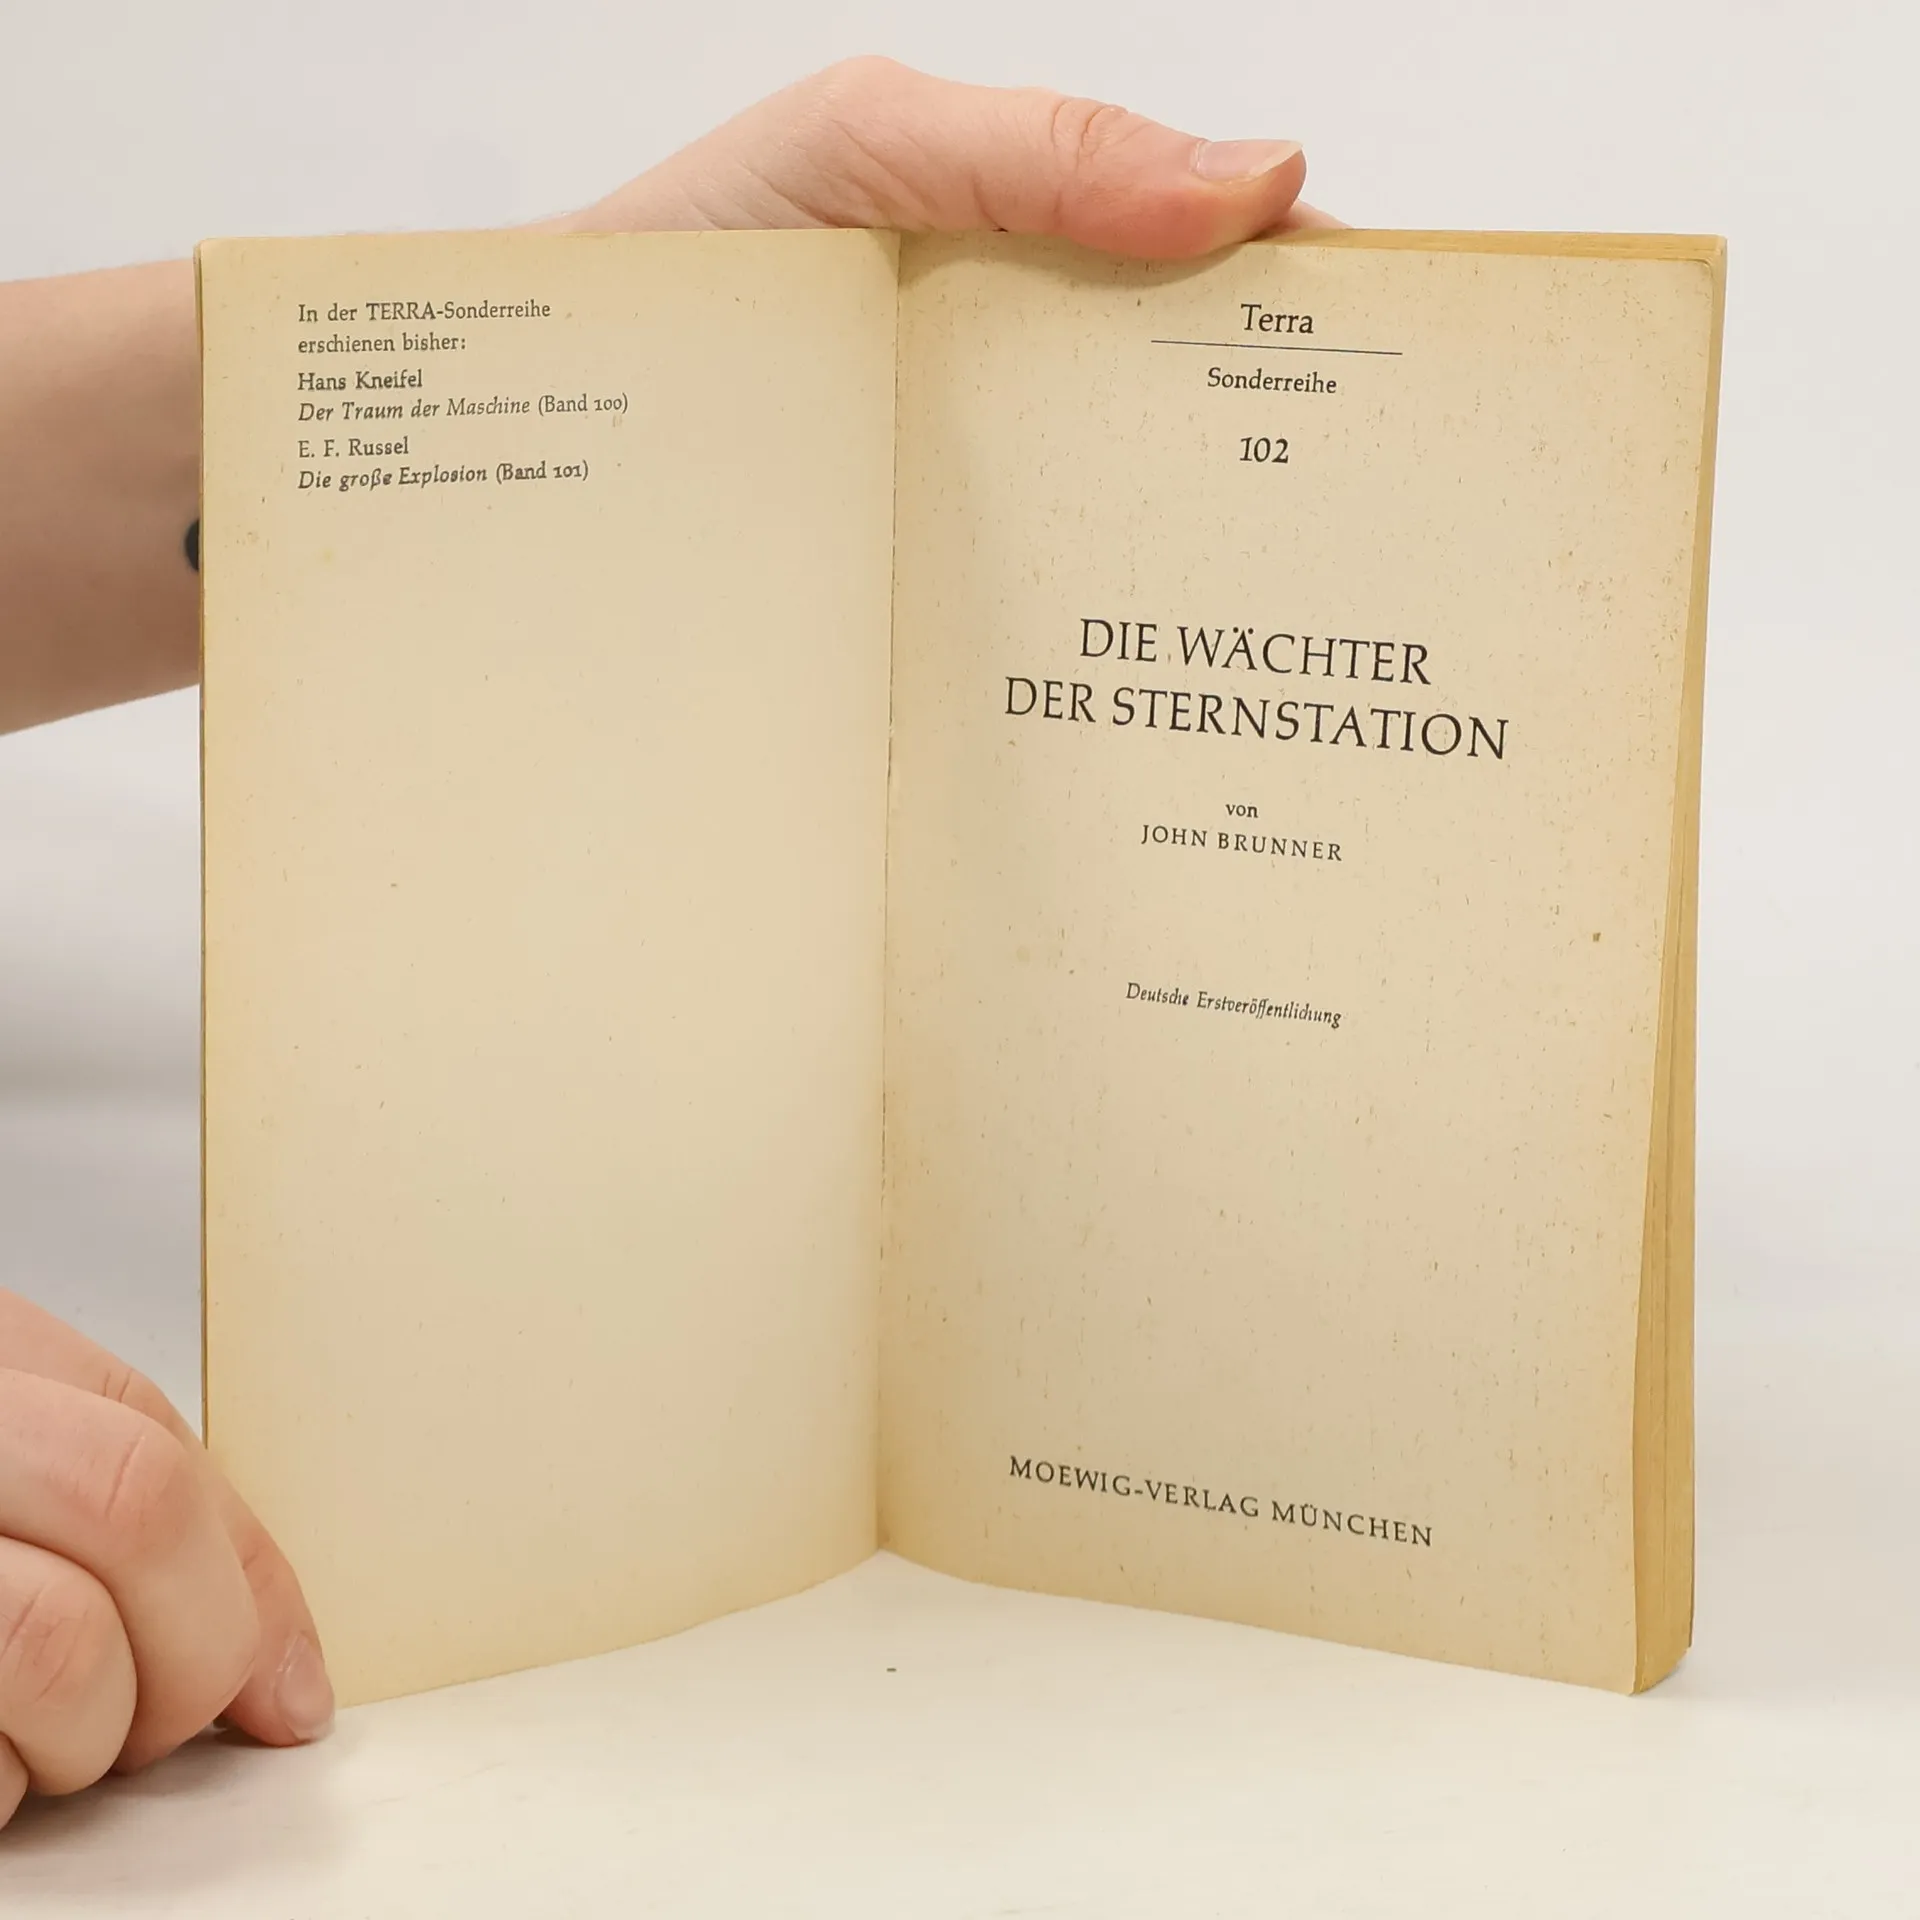 In der TERRA-Sonderreihe
erschienen bisher:
Hans Kneifel
Der Traum der Maschine (Band 100)
E. F. Russel
Die große Explosion (Band 101)
Terra
Sonderreihe
102
DIE WÄCHTER
DER STERNSTATION
von
JOHN BRUNNER
Deutsche Erstveröffentlichung
MOEWIG-VERLAG MÜNCHEN